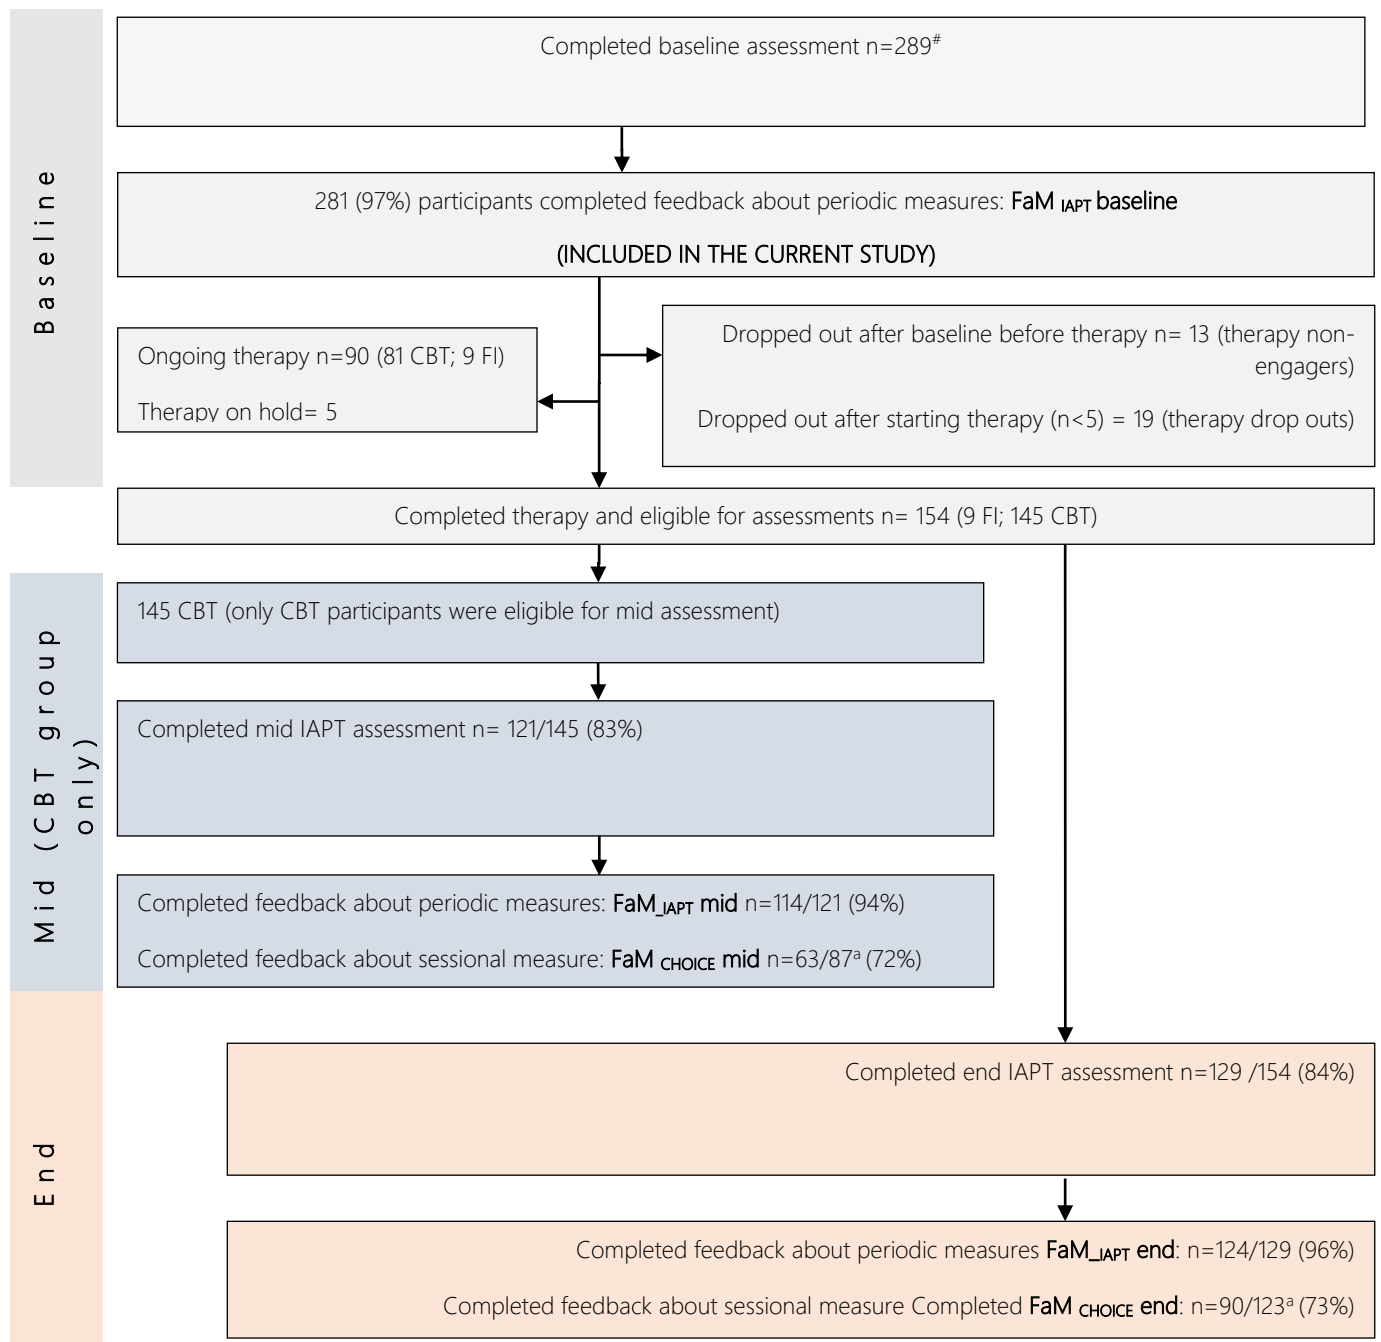 Baseline
Completed baseline assessment n=289#
281 (97%) participants completed feedback about periodic measures: FaM IAPT baseline
(INCLUDED IN THE CURRENT STUDY)
Ongoing therapy n=90 (81 CBT; 9 FI)
Therapy on hold= 5
Dropped out after baseline before therapy n= 13 (therapy non-
engagers)
Dropped out after starting therapy (n<5) = 19 (therapy drop outs)
Completed therapy and eligible for assessments n= 154 (9 FI; 145 CBT)
Mid (CBT group
only)
145 CBT (only CBT participants were eligible for mid assessment)
Completed mid IAPT assessment n= 121/145 (83%)
Completed feedback about periodic measures: FaM_IAPT mid n=114/121 (94%)
Completed feedback about sessional measure: FaM CHOICE mid n=63/87a (72%)
End
Completed end IAPT assessment n=129 /154 (84%)
Completed feedback about periodic measures FaM_IAPT end: n=124/129 (96%)
Completed feedback about sessional measure Completed FaM CHOICE end: n=90/123a (73%)